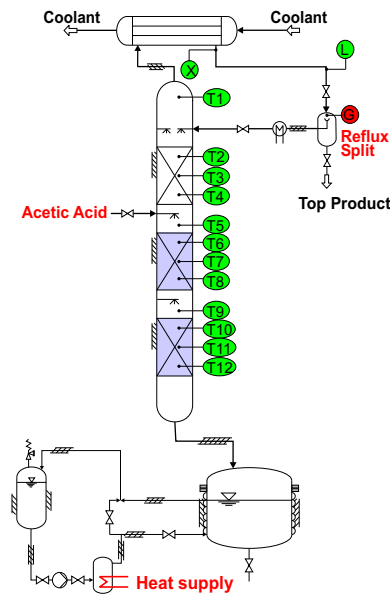 Coolant
Coolant
L
X
T1
G
Reflux
Split
M
T2
T3
T4
Top Product
Acetic Acid
T5
T6
T7
T8
T9
T10
T11
T12
Heat supply